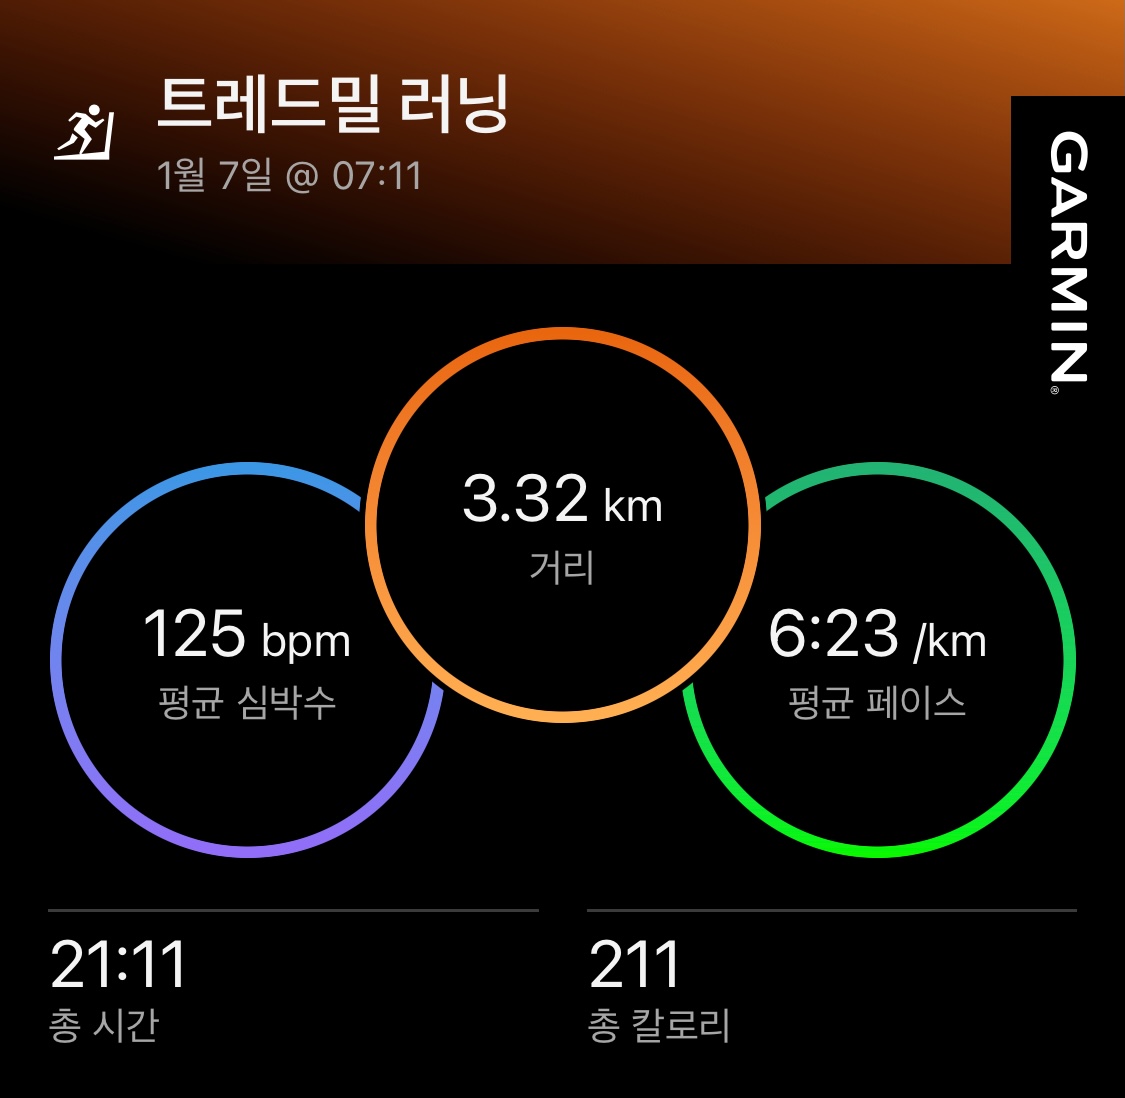 트레드밀 러닝
1월 7일 @ 07:11
GARMIN®
3.32 km
거리
125 bpm
평균 심박수
6:23 /km
평균 페이스
21:11
총 시간
211
총 칼로리